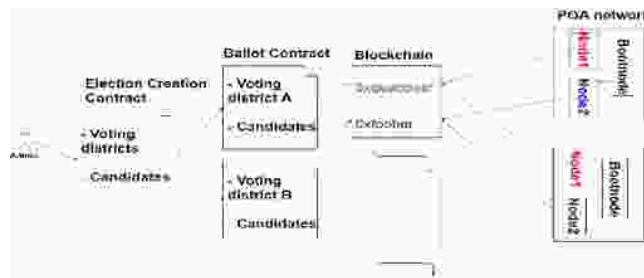 POA network
Ballot Contract
Blockchain
Election Creation
Contract
- Voting
districts
Candidates
- Voting
district A
- Candidates
- Voting
district B
Candidates
Node1
Node2
Bootnode
Node1
Node2
Bootnode